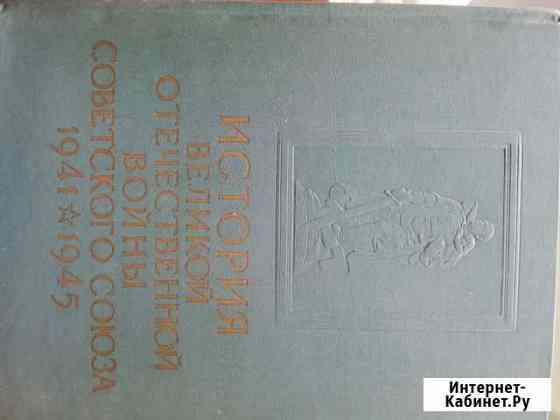 ИСТОРИЯ
ВЕЛИКОЙ
ОТЕЧЕСТВЕННОЙ
ВОЙНЫ
СОВЕТСКОГО СОЮЗА
1941 ☆ 1945
Интернет-
Кабинет.Ру